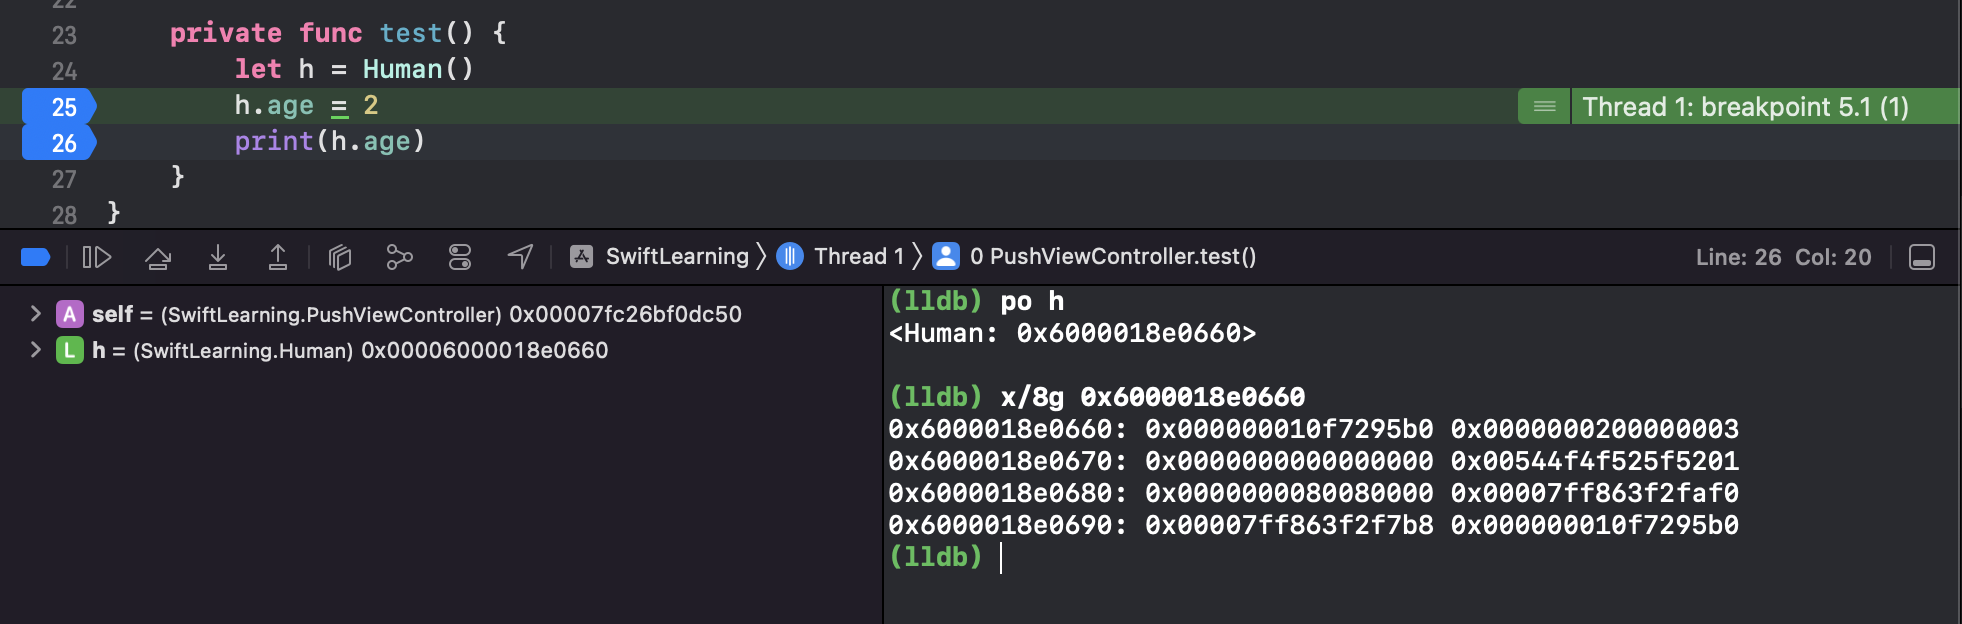 22
23 private func test() {
24 let h = Human()
25 h.age = 2 Thread 1: breakpoint 5.1 (1)
26 print(h.age)
27 }
28 }
SwiftLearning Thread 1 0 PushViewController.test() Line: 26 Col: 20
A self = (SwiftLearning.PushViewController) 0x00007fc26bf0dc50
L h = (SwiftLearning.Human) 0x00006000018e0660
(lldb) po h
<Human: 0x6000018e0660>
(lldb) x/8g 0x6000018e0660
0x6000018e0660: 0x000000010f7295b0 0x0000000200000003
0x6000018e0670: 0x0000000000000000 0x00544f4f525f5201
0x6000018e0680: 0x0000000080080000 0x00007ff863f2faf0
0x6000018e0690: 0x00007ff863f2f7b8 0x000000010f7295b0
(lldb)